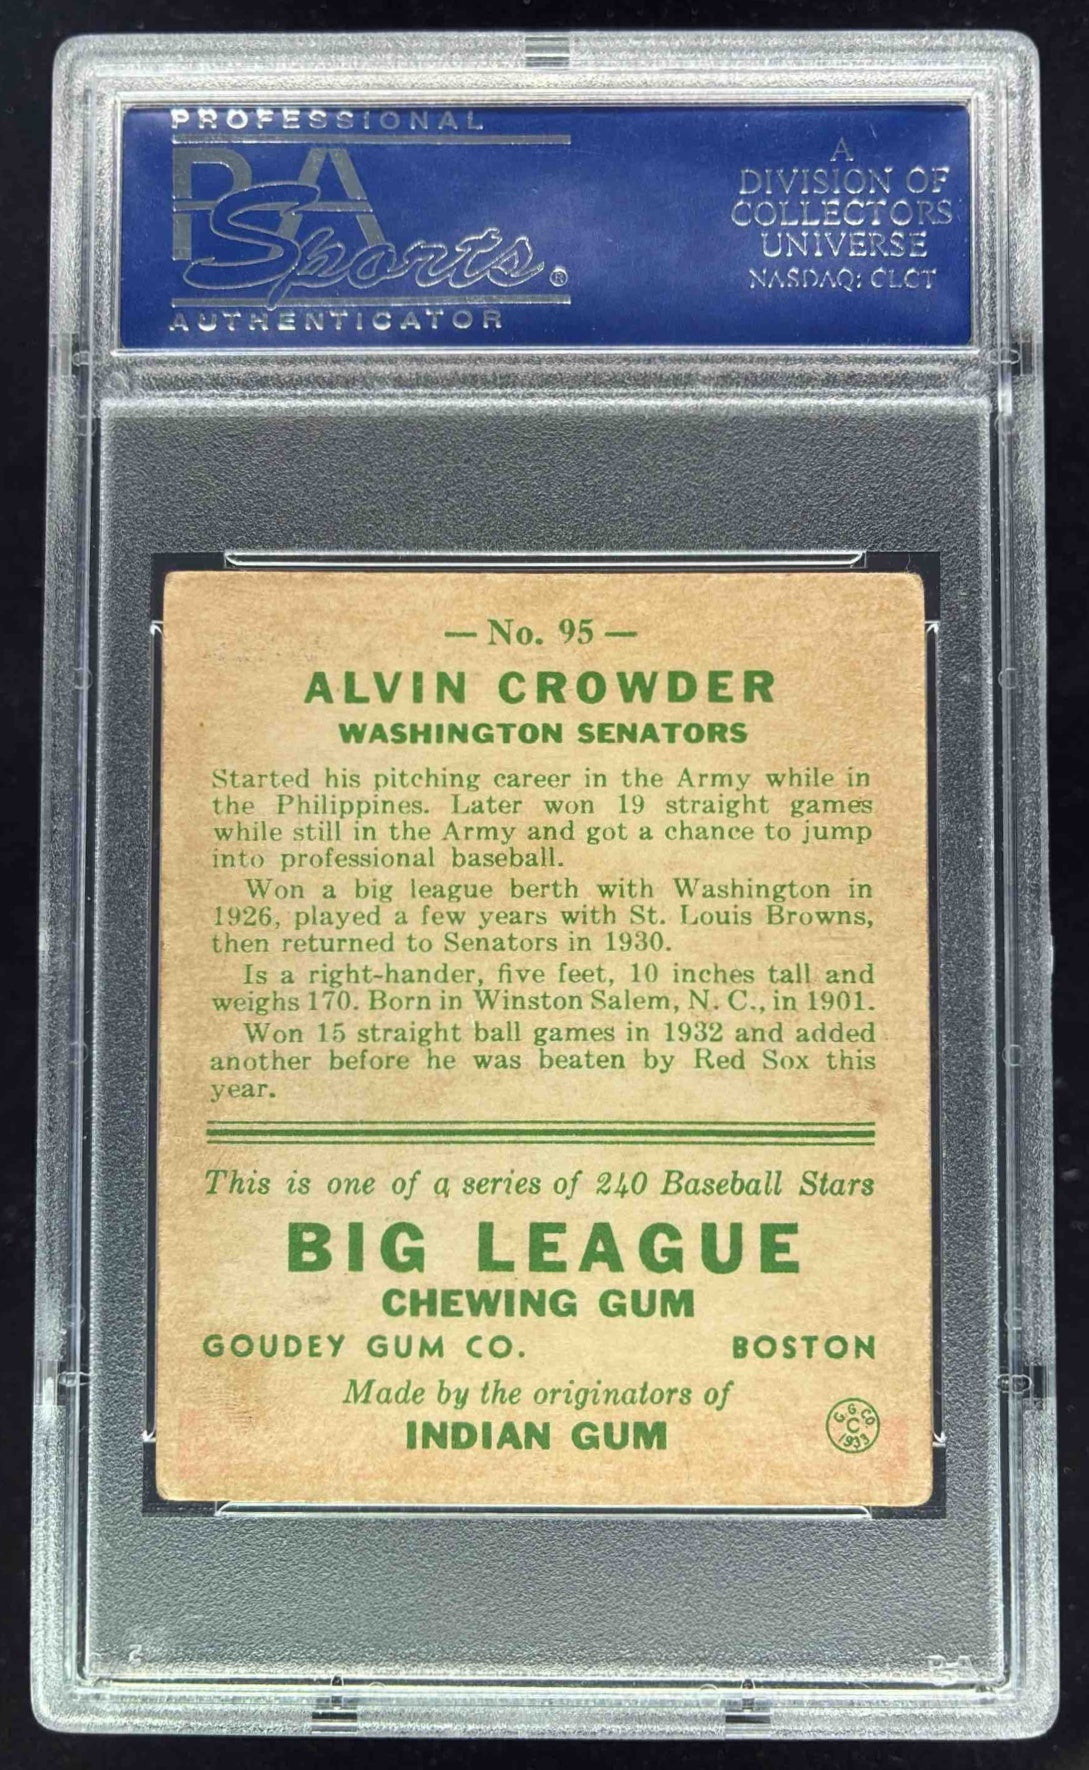 PROFESSIONAL
PSA
Sports®
AUTHENTICATOR
A
DIVISION OF
COLLECTORS
UNIVERSE
NASDAQ: CLCT
— No. 95 —
ALVIN CROWDER
WASHINGTON SENATORS
Started his pitching career in the Army while in
the Philippines. Later won 19 straight games
while still in the Army and got a chance to jump
into professional baseball.
Won a big league berth with Washington in
1926, played a few years with St. Louis Browns,
then returned to Senators in 1930.
Is a right-hander, five feet, 10 inches tall and
weighs 170. Born in Winston Salem, N. C., in 1901.
Won 15 straight ball games in 1932 and added
another before he was beaten by Red Sox this
year.
This is one of a series of 240 Baseball Stars
BIG LEAGUE
CHEWING GUM
GOUDEY GUM CO. BOSTON
Made by the originators of
INDIAN GUM
G. G. CO.
C
1933
PSA